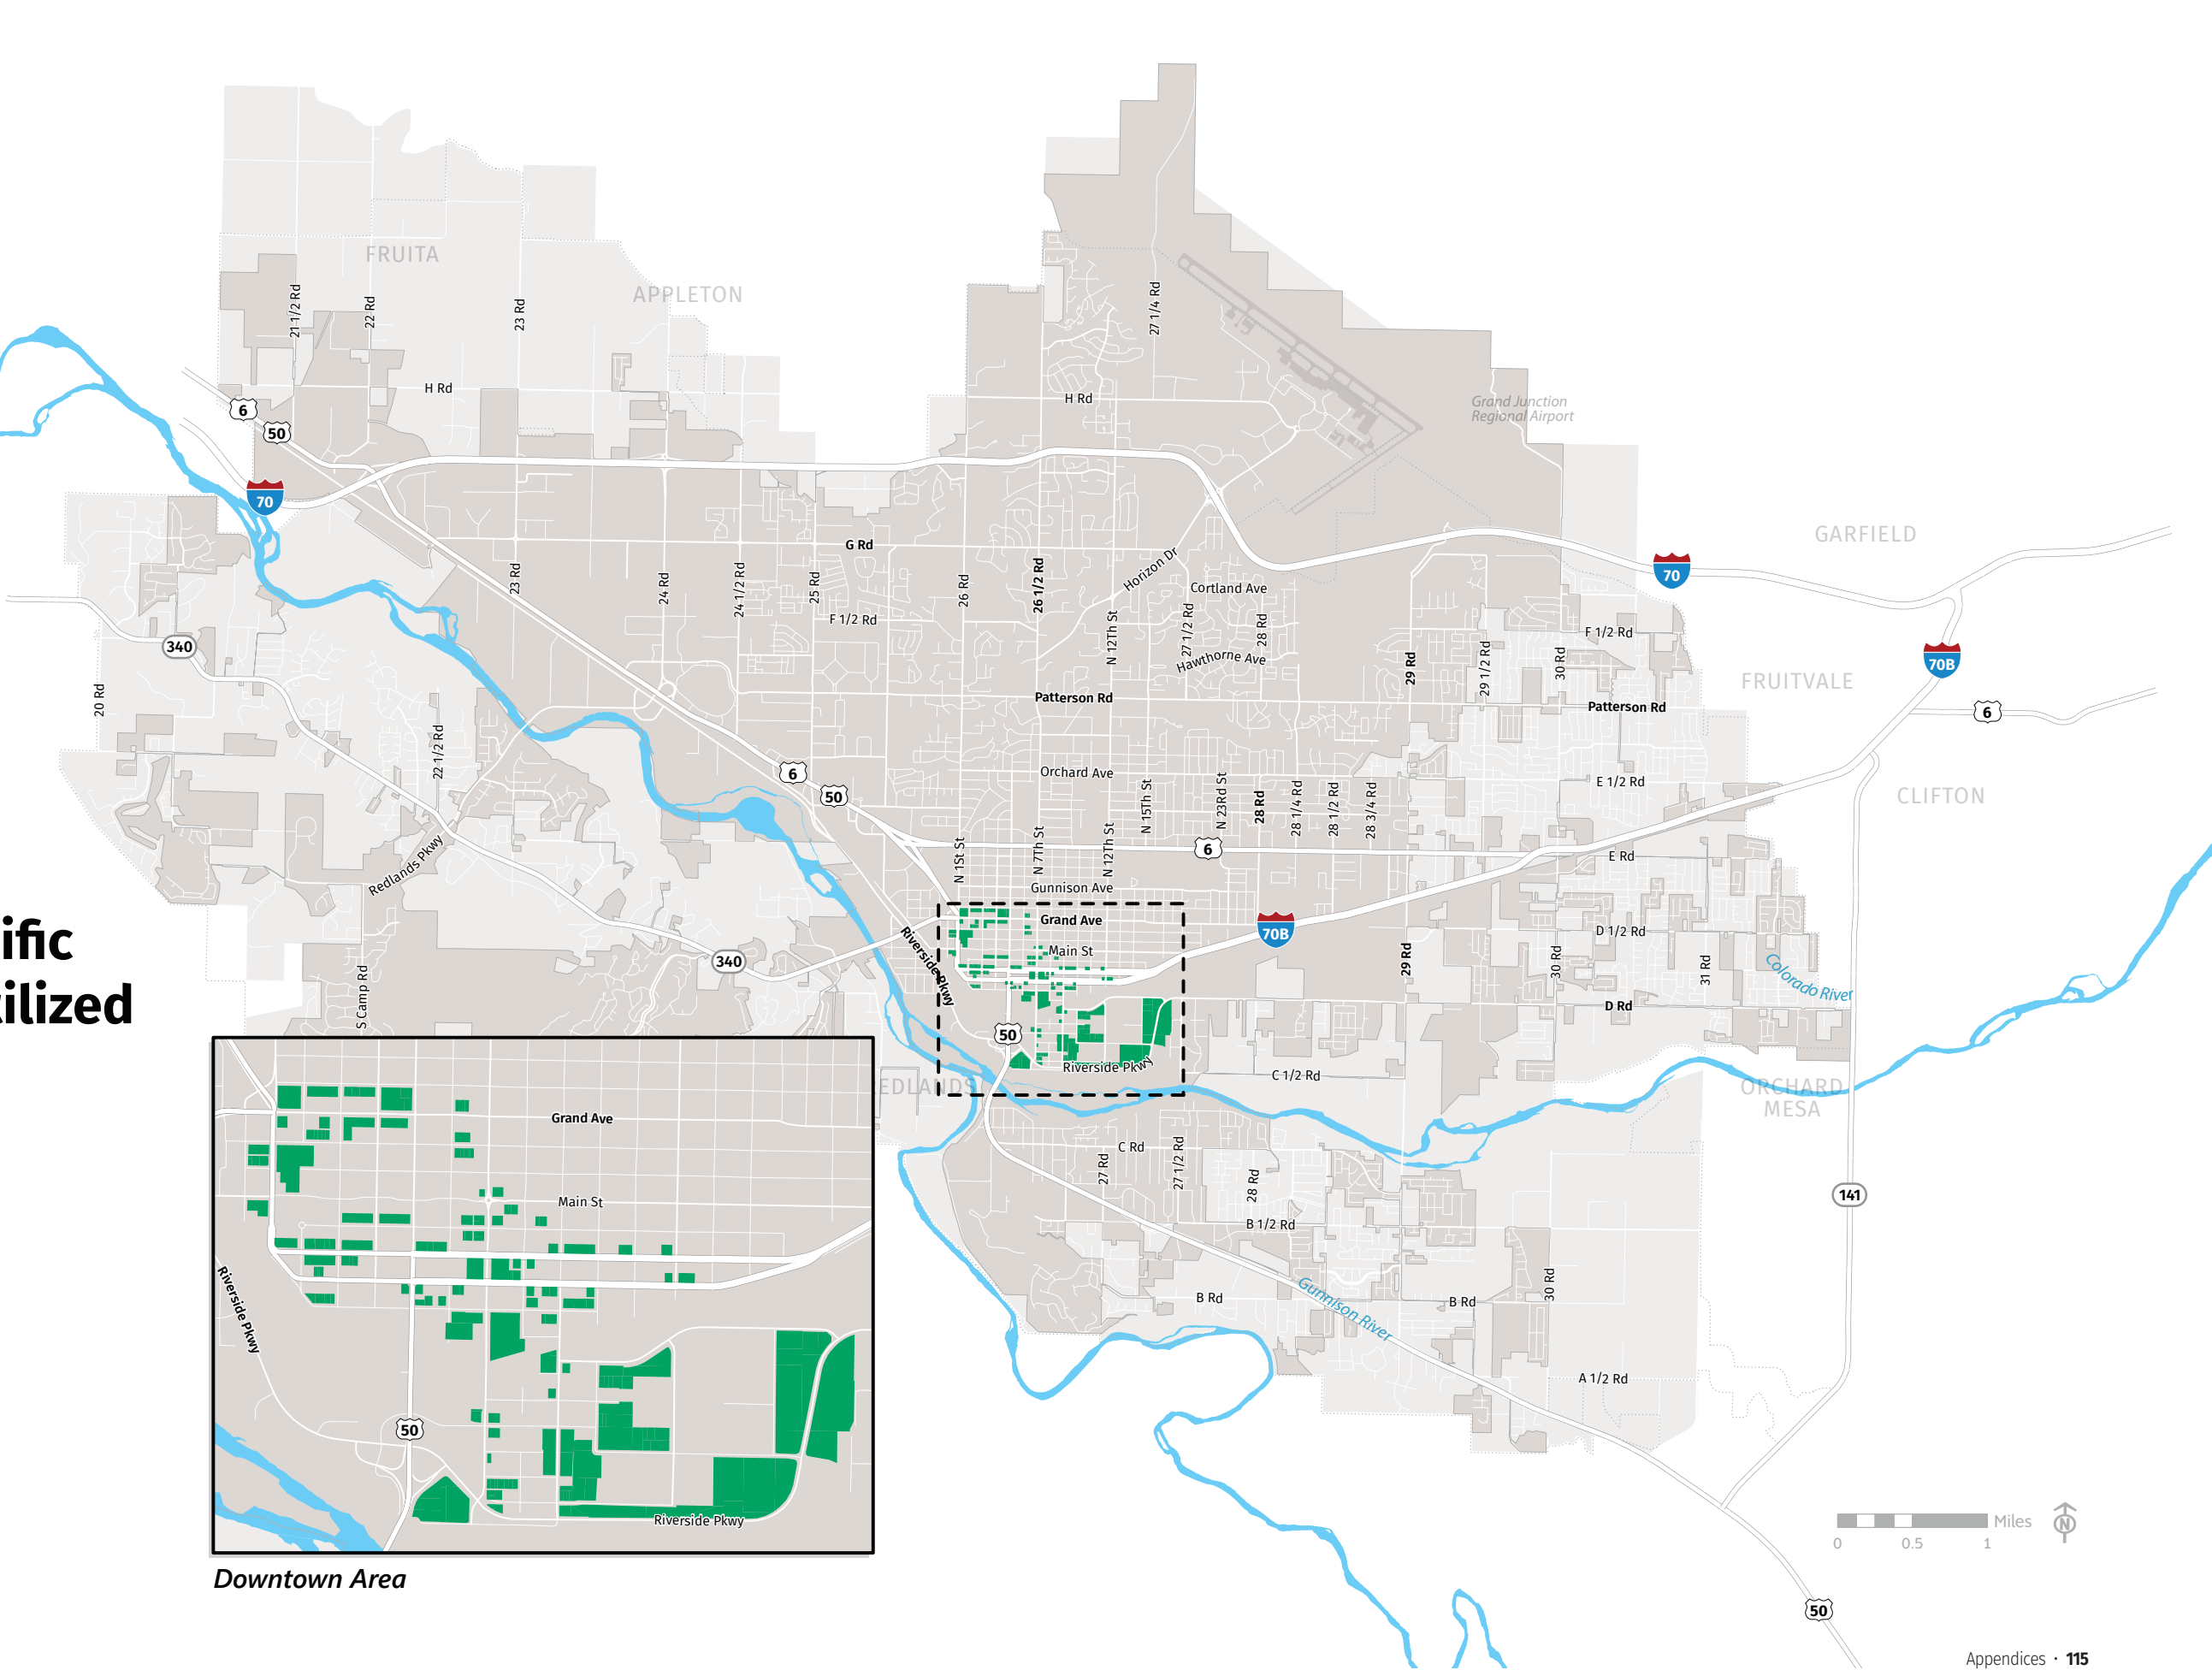 FRUITA
APPLETON
21 1/2 Rd
22 Rd
23 Rd
27 1/4 Rd
H Rd
H Rd
Grand Junction
Regional Airport
6
50
70
GARFIELD
G Rd
23 Rd
24 Rd
24 1/2 Rd
25 Rd
26 Rd
26 1/2 Rd
Horizon Dr
Cortland Ave
70
F 1/2 Rd
N 12Th St
27 1/2 Rd
28 Rd
Hawthorne Ave
29 Rd
29 1/2 Rd
30 Rd
F 1/2 Rd
340
70B
FRUITVALE
20 Rd
Patterson Rd
Patterson Rd
6
22 1/2 Rd
6
50
Orchard Ave
E 1/2 Rd
CLIFTON
N 15Th St
N 23Rd St
28 Rd
28 1/4 Rd
28 1/2 Rd
28 3/4 Rd
Redlands Pkwy
N 1St St
N 7Th St
N 12Th St
6
E Rd
Gunnison Ave
Grand Ave
70B
D 1/2 Rd
Main St
Riverside Pkwy
340
29 Rd
30 Rd
31 Rd
Colorado River
ific
ilized
S Camp Rd
D Rd
50
Riverside Pkwy
C 1/2 Rd
EDLANDS
ORCHARD
MESA
C Rd
27 Rd
27 1/2 Rd
28 Rd
141
B 1/2 Rd
B Rd
Gunnison River
B Rd
30 Rd
A 1/2 Rd
Grand Ave
Main St
Riverside Pkwy
50
Riverside Pkwy
Downtown Area
Miles
0 0.5 1
N
50
Appendices · 115